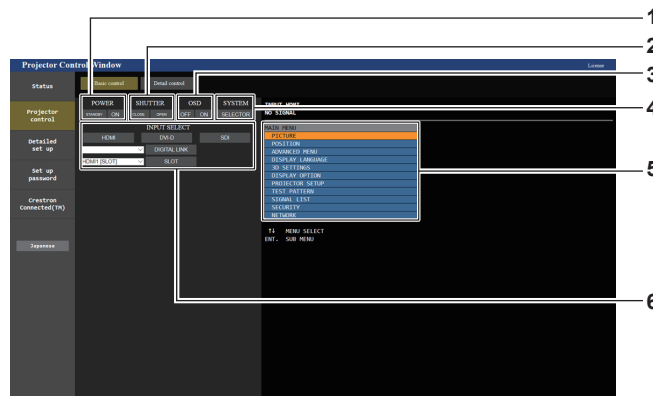 1
2
3
4
5
6
Projector Control Window
License
Status
Projector control
Detailed set up
Set up password
Crestron Connected(TM)
Japanese
Basic control
Detail control
POWER
STANDBY ON
SHUTTER
CLOSE OPEN
OSD
OFF ON
SYSTEM
SELECTOR
INPUT SELECT
HDMI DVI-D SDI
DIGITAL LINK
HDMI1 [SLOT] SLOT
INPUT HDMI
NO SIGNAL
MAIN MENU
PICTURE
POSITION
ADVANCED MENU
DISPLAY LANGUAGE
3D SETTINGS
DISPLAY OPTION
PROJECTOR SETUP
TEST PATTERN
SIGNAL LIST
SECURITY
NETWORK
↑↓ MENU SELECT
ENT. SUB MENU